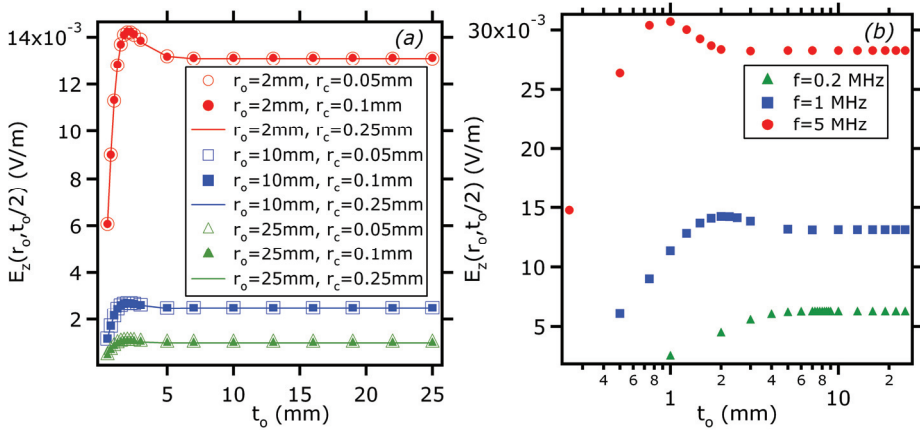 14x10⁻³
12
10
8
6
4
2
E_z(r_o,t_o/2) (V/m)
(a)
r_o=2mm, r_c=0.05mm
r_o=2mm, r_c=0.1mm
r_o=2mm, r_c=0.25mm
r_o=10mm, r_c=0.05mm
r_o=10mm, r_c=0.1mm
r_o=10mm, r_c=0.25mm
r_o=25mm, r_c=0.05mm
r_o=25mm, r_c=0.1mm
r_o=25mm, r_c=0.25mm
5 10 15 20 25
t_o (mm)
30x10⁻³
25
20
15
10
5
E_z(r_o,t_o/2) (V/m)
(b)
f=0.2 MHz
f=1 MHz
f=5 MHz
4 6 8 1 2 4 6 8 10 2
t_o (mm)